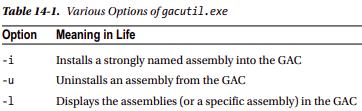 Table 14-1. Various Options of gacutil.exe
Option Meaning in Life
-i Installs a strongly named assembly into the GAC
-u Uninstalls an assembly from the GAC
-l Displays the assemblies (or a specific assembly) in the GAC